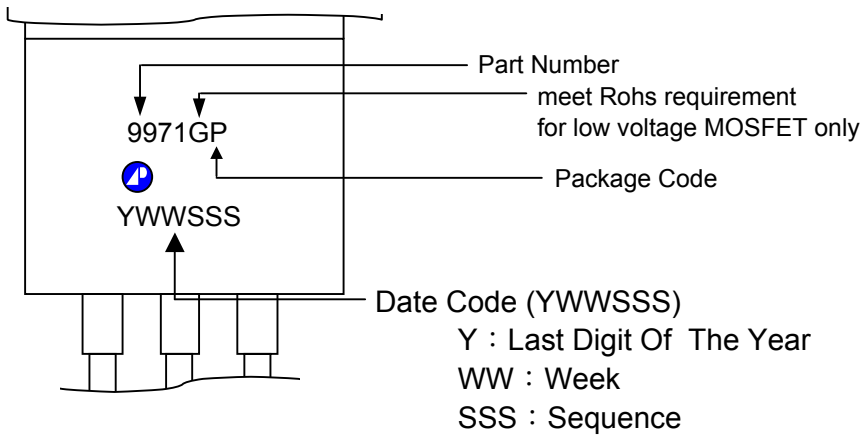 Part Number
meet Rohs requirement
for low voltage MOSFET only
9971GP
Package Code
YWWSSS
Date Code (YWWSSS)
Y：Last Digit Of The Year
WW：Week
SSS：Sequence